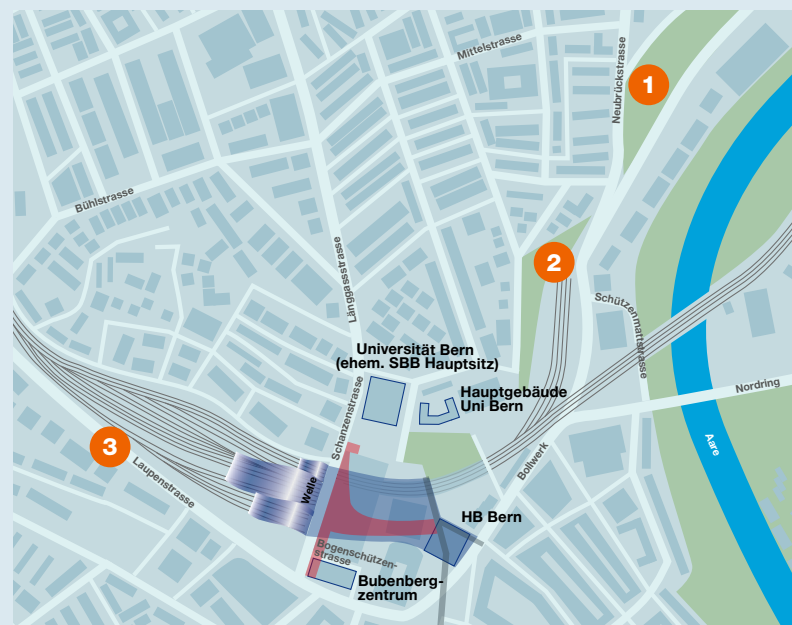 Mittelstrasse
Neubrückstrasse
1
Bühlstrasse
Länggassstrasse
2
Schützenmattstrasse
Universität Bern
(ehem. SBB Hauptsitz)
Hauptgebäude
Uni Bern
Nordring
Schanzenstrasse
Aare
3
Laupenstrasse
Bollwerk
Welle
HB Bern
Bogenschützen-
strasse
Bubenberg-
zentrum